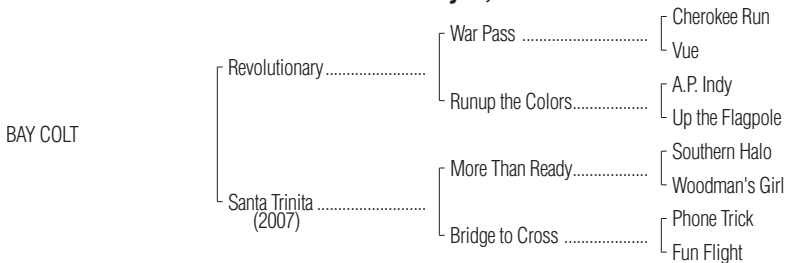 Cherokee Run
War Pass ..............................
Vue
Revolutionary........................
A.P. Indy
Runup the Colors..................
Up the Flagpole
BAY COLT
Southern Halo
More Than Ready..................
Woodman's Girl
Santa Trinita ..........................
(2007)
Phone Trick
Bridge to Cross ....................
Fun Flight